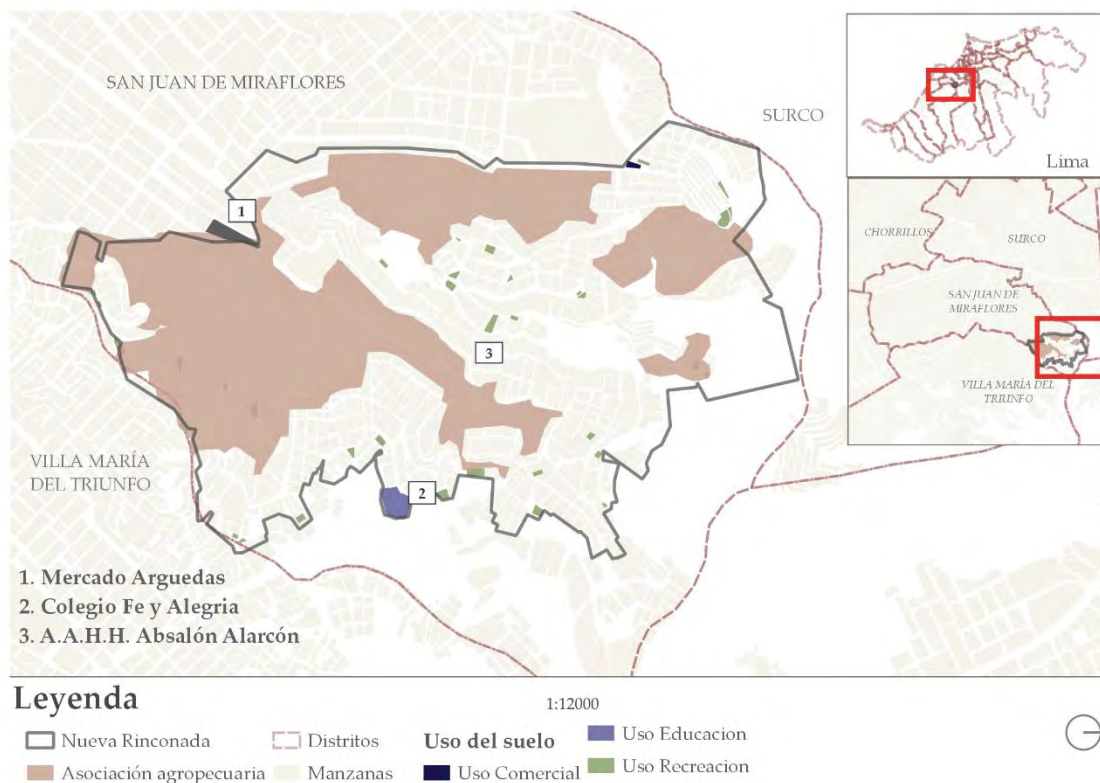 SAN JUAN DE MIRAFLORES
SURCO
Lima
CHORRILLOS
SURCO
SAN JUAN DE
MIRAFLORES
VILLA MARÍA DEL
TRIUNFO
1
3
2
VILLA MARÍA
DEL TRIUNFO
1. Mercado Arguedas
2. Colegio Fe y Alegria
3. A.A.H.H. Absalón Alarcón
Leyenda
1:12000
Nueva Rinconada
Distritos
Uso del suelo
Uso Educacion
Asociación agropecuaria
Manzanas
Uso Comercial
Uso Recreacion